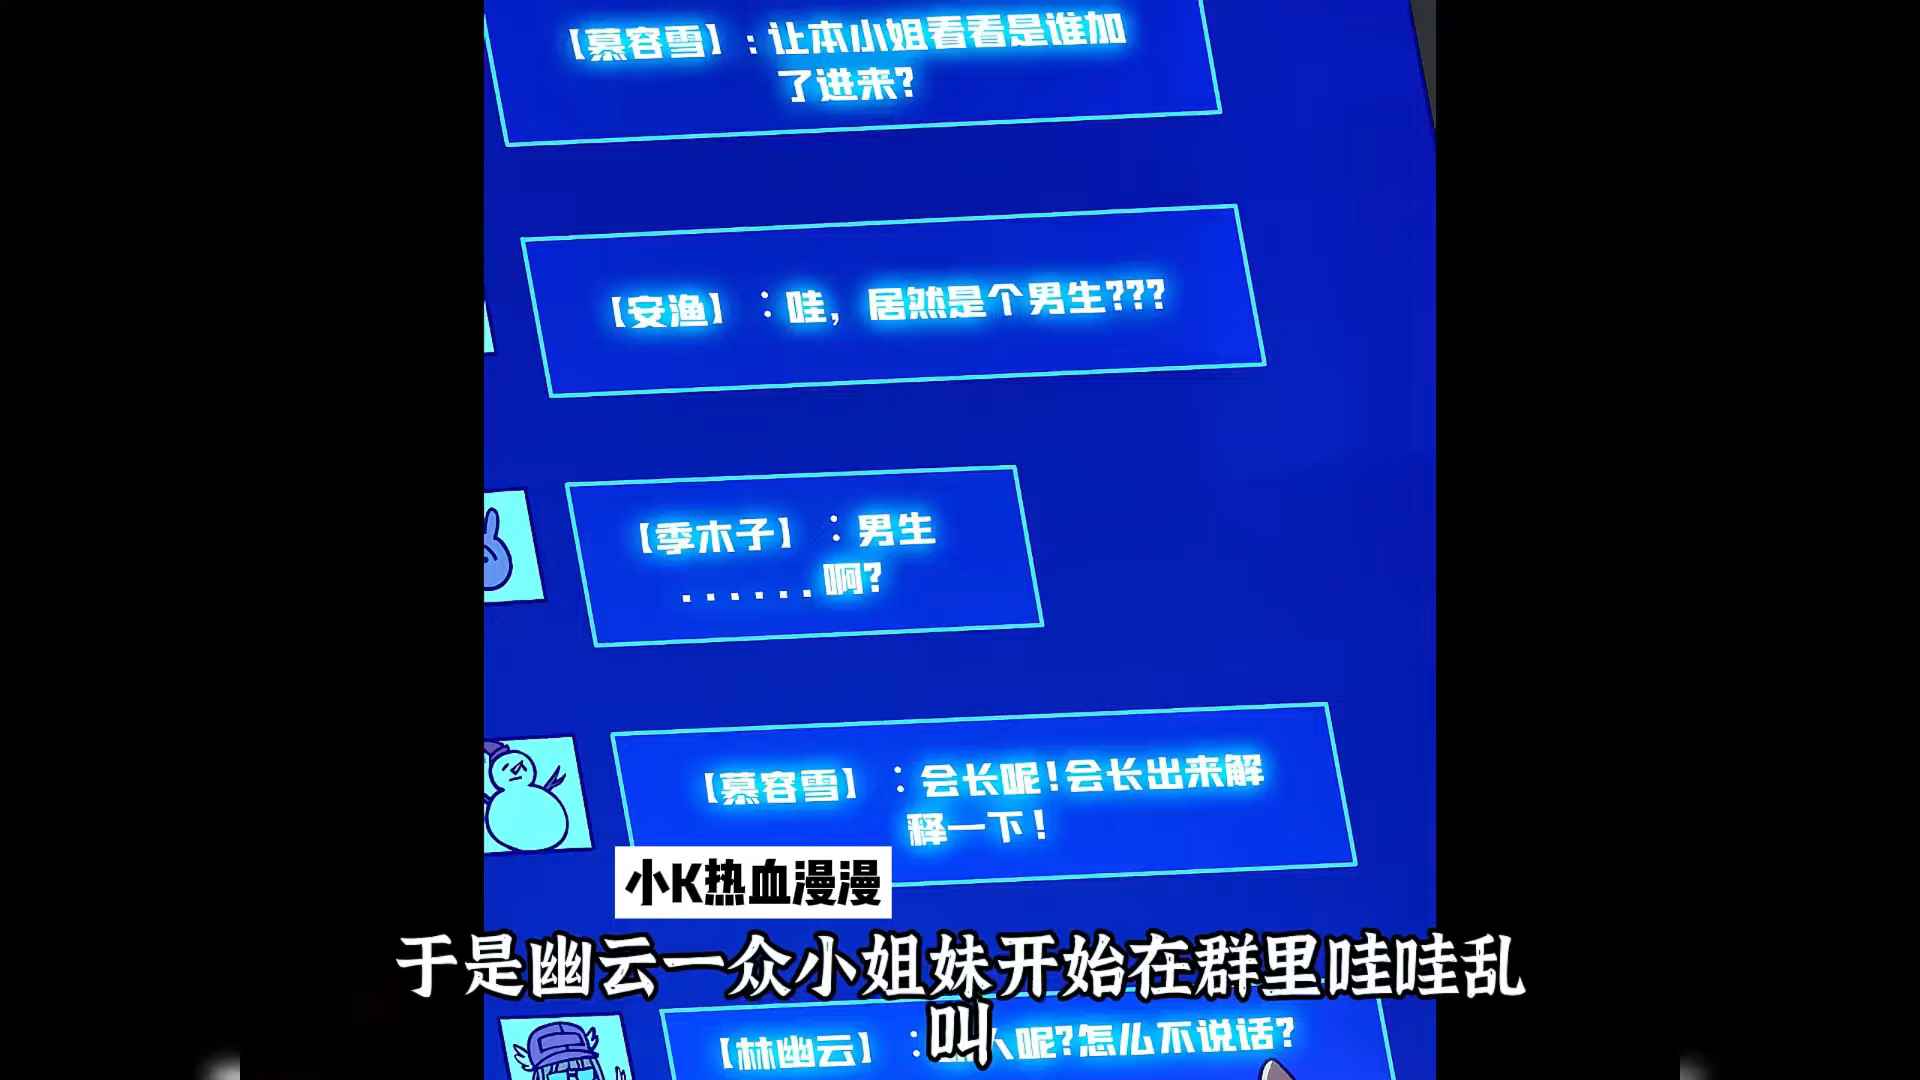 【慕容雪】:让本小姐看看是谁加
了进来?
【安渔】:哇,居然是个男生???
【季木子】:男生
......啊?
【慕容雪】:会长呢!会长出来解
释一下!
小K热血漫漫
于是幽云一众小姐妹开始在群里哇哇乱
叫
【林幽云】:人呢?怎么不说话?